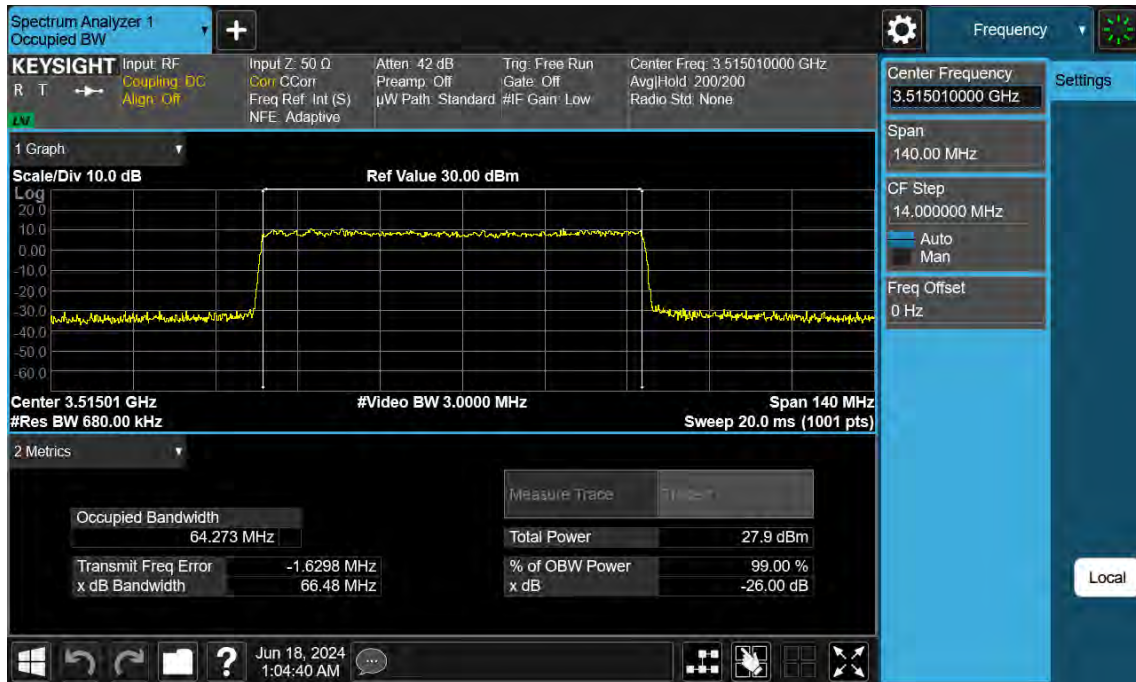 Spectrum Analyzer 1
Occupied BW
+
Frequency
KEYSIGHT Input: RF Input Z: 50 Ω Atten: 42 dB Trig: Free Run Center Freq: 3.515010000 GHz
R T Coupling: DC Corr CCorr Preamp: Off Gate: Off Avg|Hold: 200/200
Align: Off Freq Ref: Int (S) µW Path: Standard #IF Gain: Low Radio Std: None
NFE: Adaptive
LXI
Center Frequency
3.515010000 GHz
Settings
Span
140.00 MHz
CF Step
14.000000 MHz
Auto
Man
Freq Offset
0 Hz
Local
1 Graph
Scale/Div 10.0 dB Ref Value 30.00 dBm
Log
20.0
10.0
0.00
-10.0
-20.0
-30.0
-40.0
-50.0
-60.0
Center 3.51501 GHz #Video BW 3.0000 MHz Span 140 MHz
#Res BW 680.00 kHz Sweep 20.0 ms (1001 pts)
2 Metrics
Measure Trace
Occupied Bandwidth
64.273 MHz
Total Power 27.9 dBm
Transmit Freq Error -1.6298 MHz % of OBW Power 99.00 %
x dB Bandwidth 66.48 MHz x dB -26.00 dB
? Jun 18, 2024
1:04:40 AM